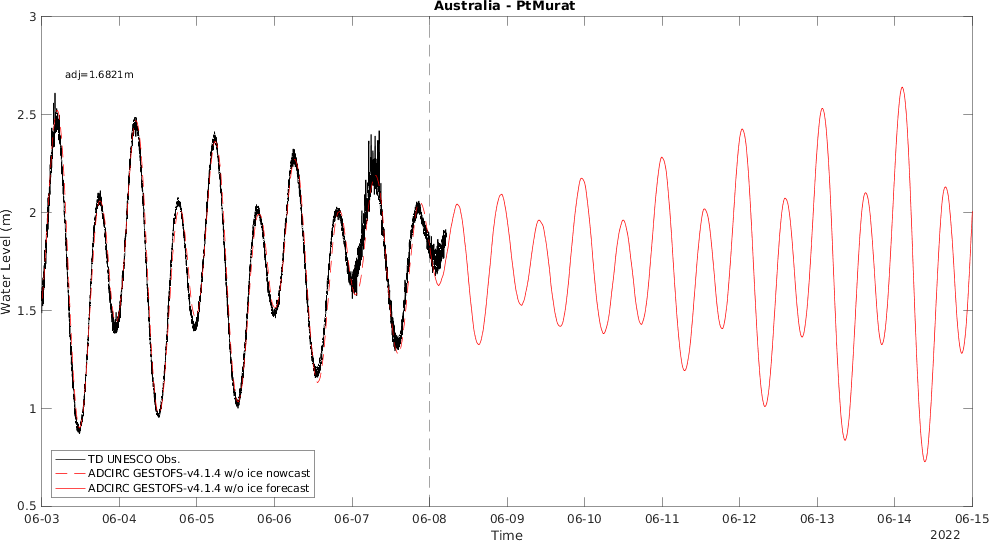 Australia - PtMurat
adj=1.6821m
3
2.5
2
1.5
1
0.5
Water Level (m)
TD UNESCO Obs.
ADCIRC GESTOFS-v4.1.4 w/o ice nowcast
ADCIRC GESTOFS-v4.1.4 w/o ice forecast
06-03 06-04 06-05 06-06 06-07 06-08 06-09 06-10 06-11 06-12 06-13 06-14 06-15
Time
2022